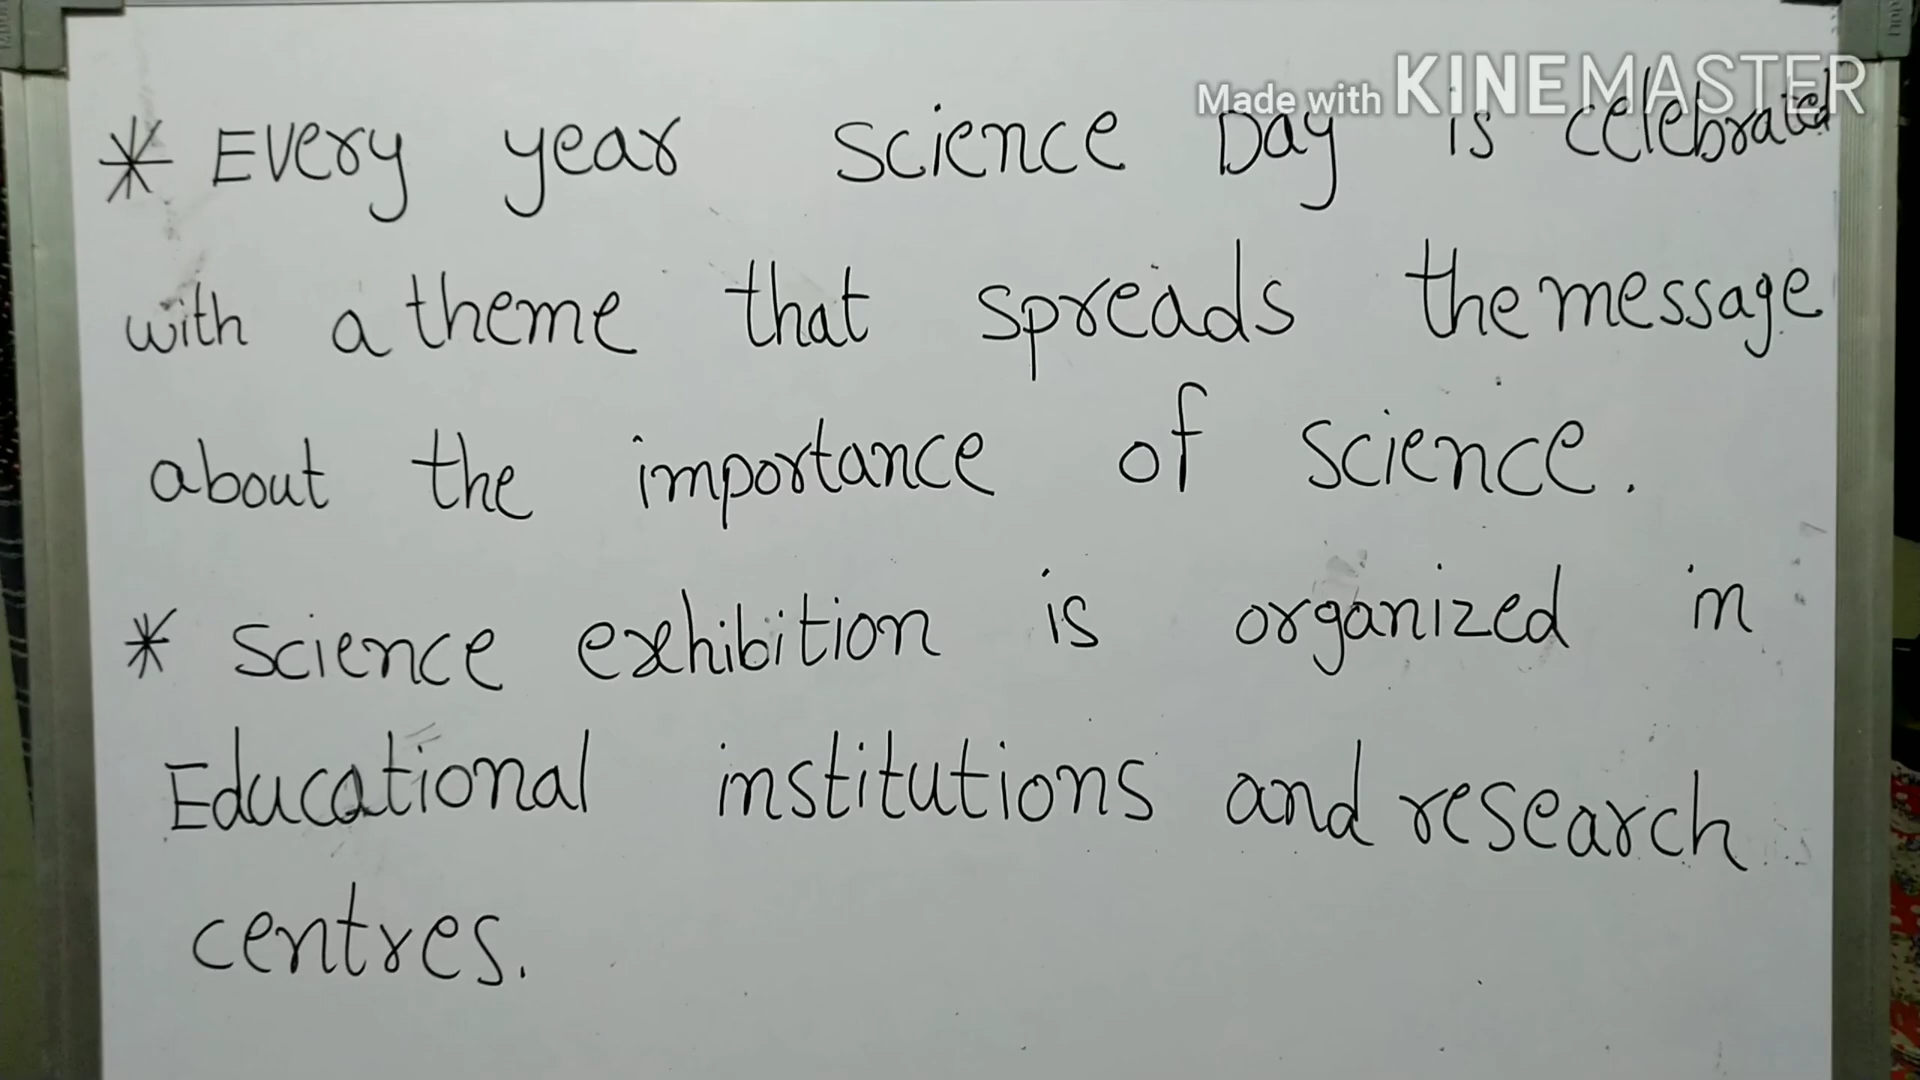 Made with KINEMASTER
* Every year Science Day is celebrated
with a theme that spreads the message
about the importance of science.
* Science exhibition is organized in
Educational institutions and research
centres.